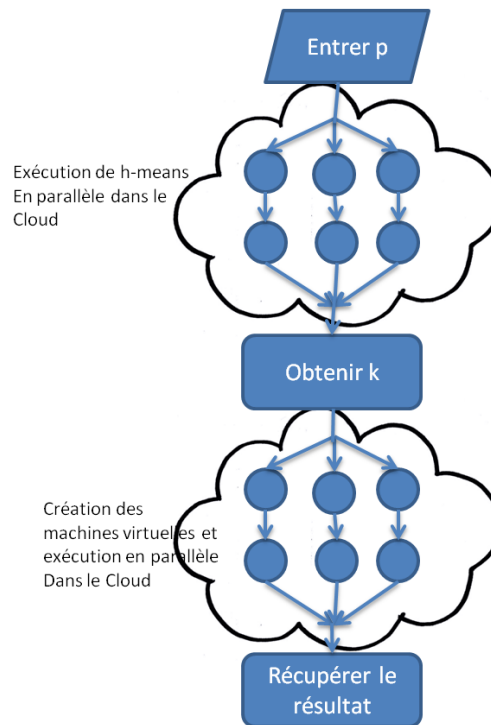 Entrer p
Exécution de h-means
En parallèle dans le
Cloud
Obtenir k
Création des
machines virtuelles et
exécution en parallèle
Dans le Cloud
Récupérer le
résultat